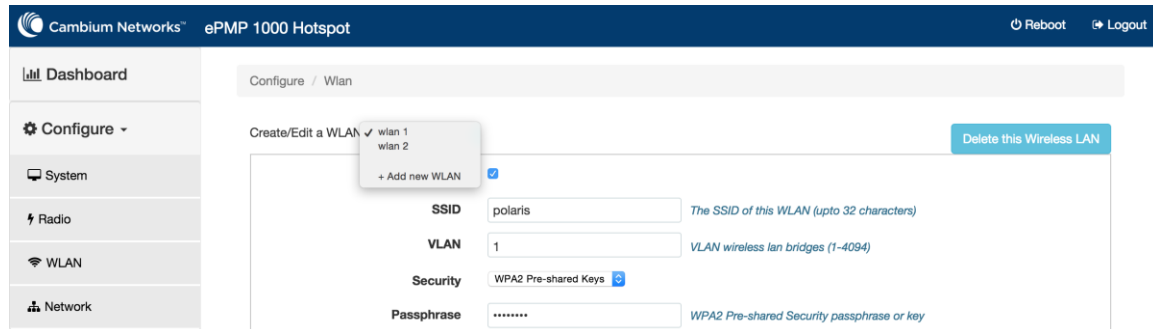 Cambium Networks™ ePMP 1000 Hotspot Reboot Logout
Dashboard
Configure / Wlan
Configure
Create/Edit a WLAN
wlan 1
wlan 2
+ Add new WLAN
Delete this Wireless LAN
System
SSID polaris The SSID of this WLAN (upto 32 characters)
Radio
VLAN 1 VLAN wireless lan bridges (1-4094)
WLAN
Security WPA2 Pre-shared Keys
Network
Passphrase •••••••• WPA2 Pre-shared Security passphrase or key